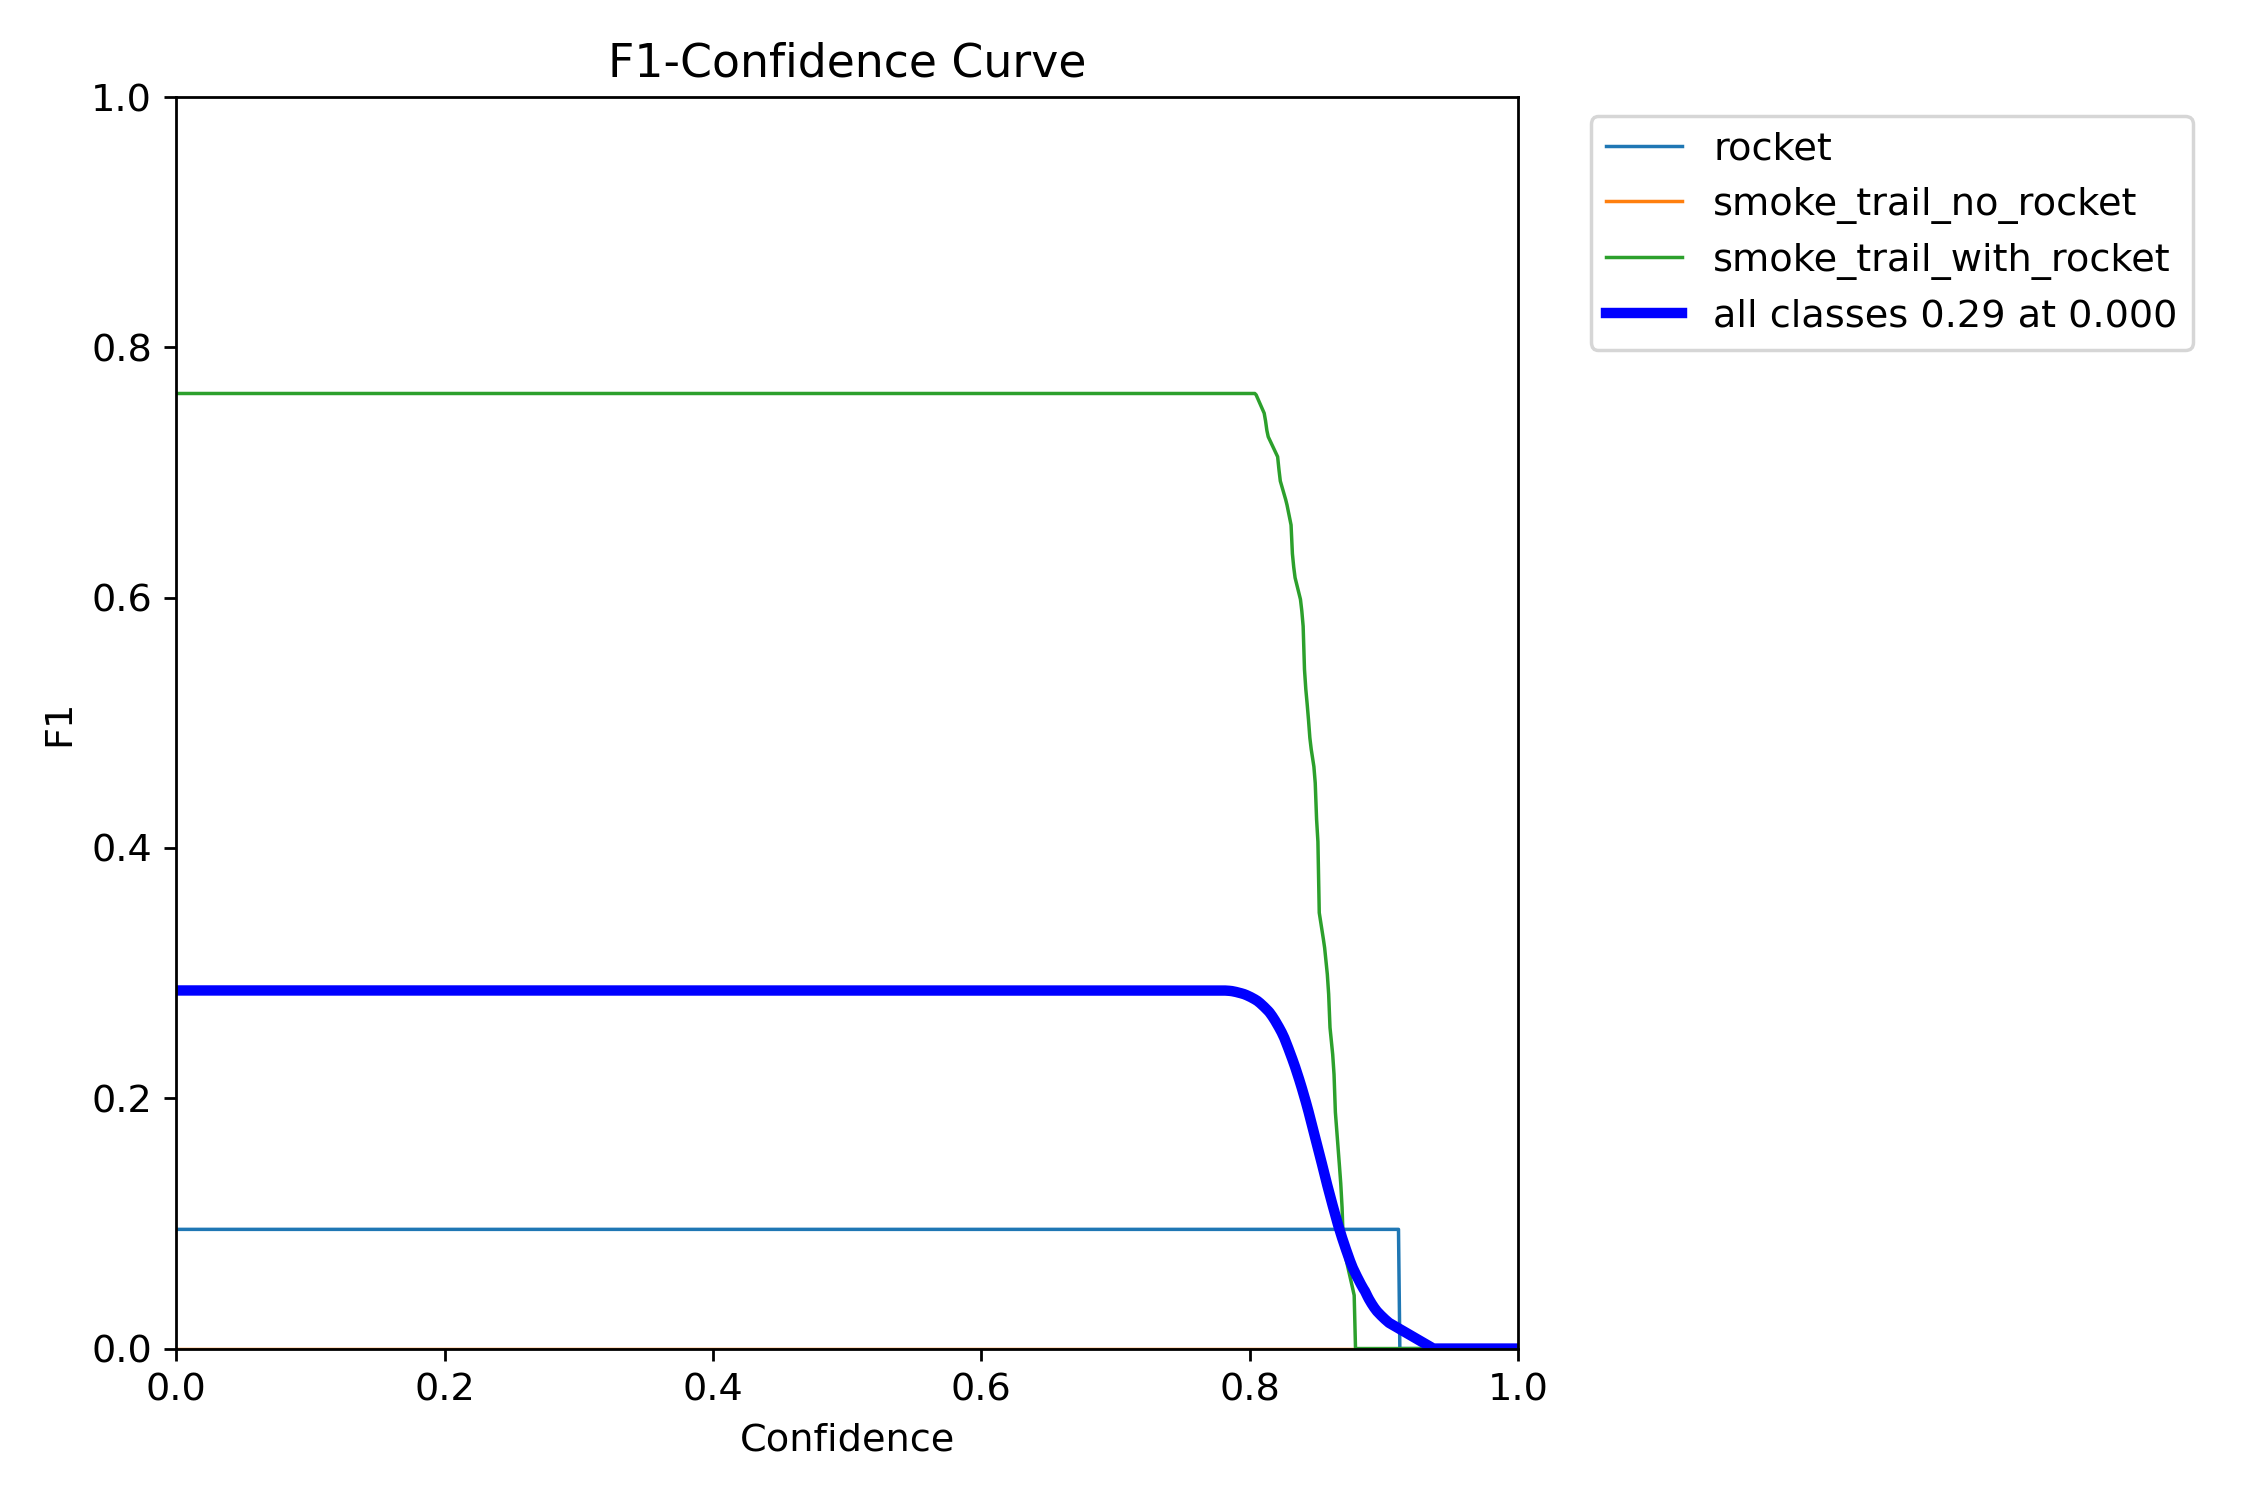 F1-Confidence Curve
1.0
0.8
0.6
0.4
0.2
0.0
F1
0.0 0.2 0.4 0.6 0.8 1.0
Confidence
rocket
smoke_trail_no_rocket
smoke_trail_with_rocket
all classes 0.29 at 0.000